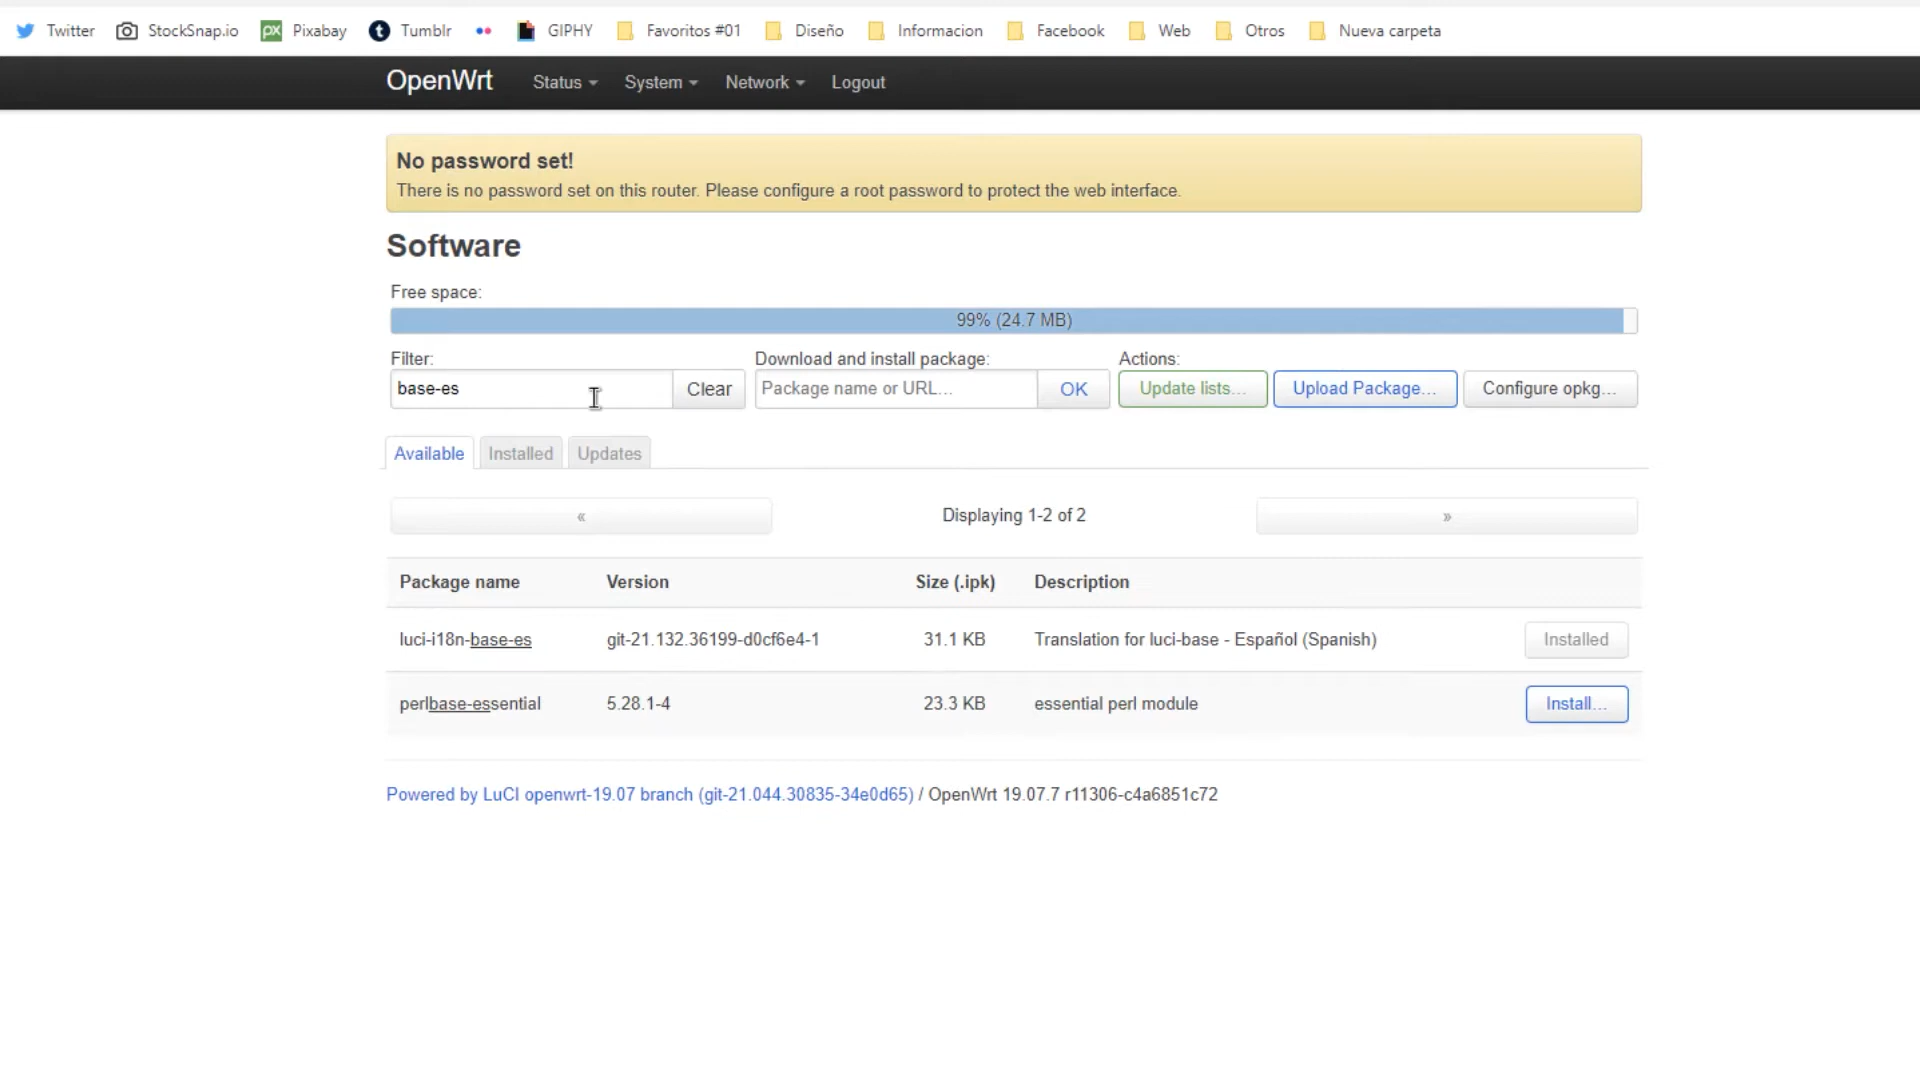 Twitter StockSnap.io Pixabay Tumblr GIPHY Favoritos #01 Diseño Informacion Facebook Web Otros Nueva carpeta
OpenWrt Status System Network Logout
No password set!
There is no password set on this router. Please configure a root password to protect the web interface.
Software
Free space:
99% (24.7 MB)
Filter: Download and install package: Actions:
base-es Clear Package name or URL... OK Update lists... Upload Package... Configure opkg...
Available Installed Updates
« Displaying 1-2 of 2 »
Package name Version Size (.ipk) Description
luci-i18n-base-es git-21.132.36199-d0cf6e4-1 31.1 KB Translation for luci-base - Español (Spanish) Installed
perlbase-essential 5.28.1-4 23.3 KB essential perl module Install...
Powered by LuCI openwrt-19.07 branch (git-21.044.30835-34e0d65) / OpenWrt 19.07.7 r11306-c4a6851c72